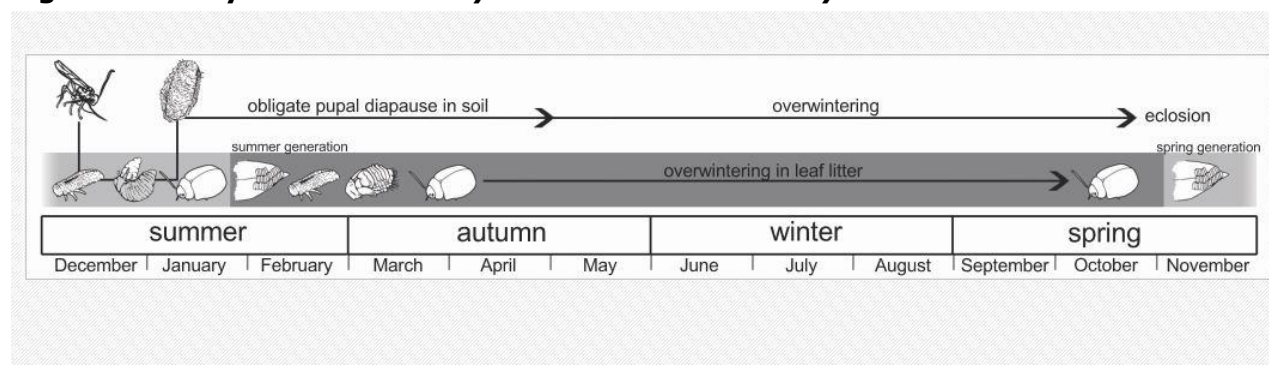 obligate pupal diapause in soil
overwintering
eclosion
summer generation
spring generation
overwintering in leaf litter
summer
autumn
winter
spring
December
January
February
March
April
May
June
July
August
September
October
November